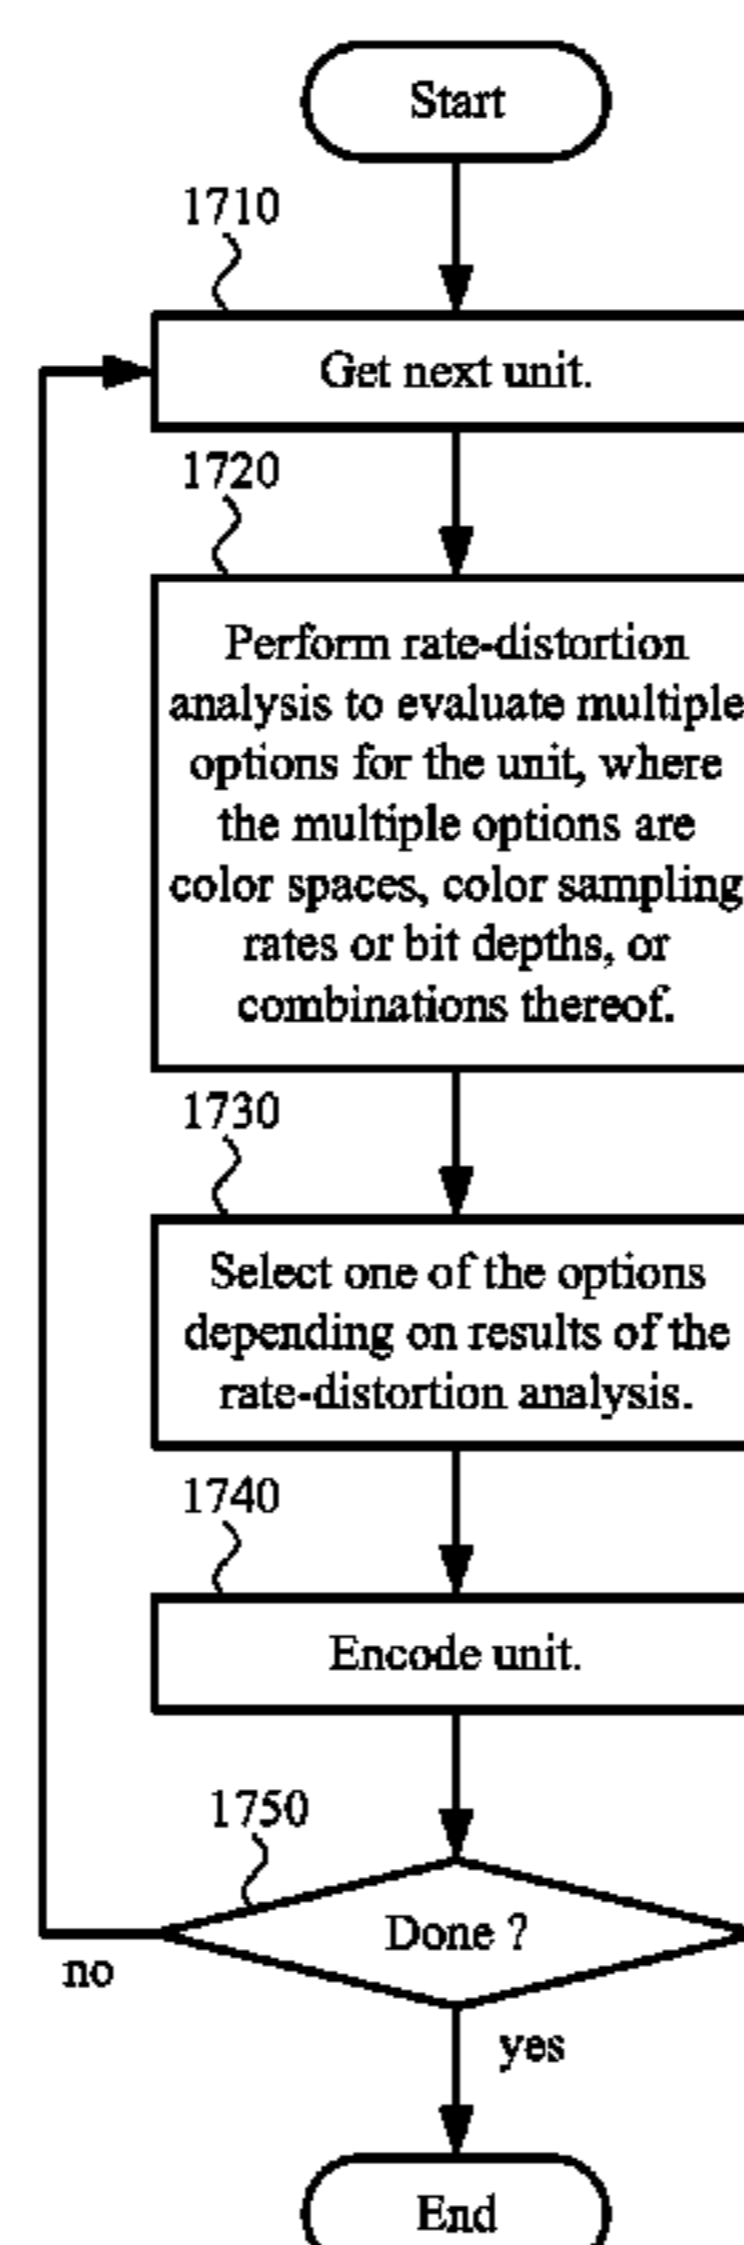 Start
1710
Get next unit.
1720
Perform rate-distortion
analysis to evaluate multiple
options for the unit, where
the multiple options are
color spaces, color sampling
rates or bit depths, or
combinations thereof.
1730
Select one of the options
depending on results of the
rate-distortion analysis.
1740
Encode unit.
1750
Done ?
no
yes
End